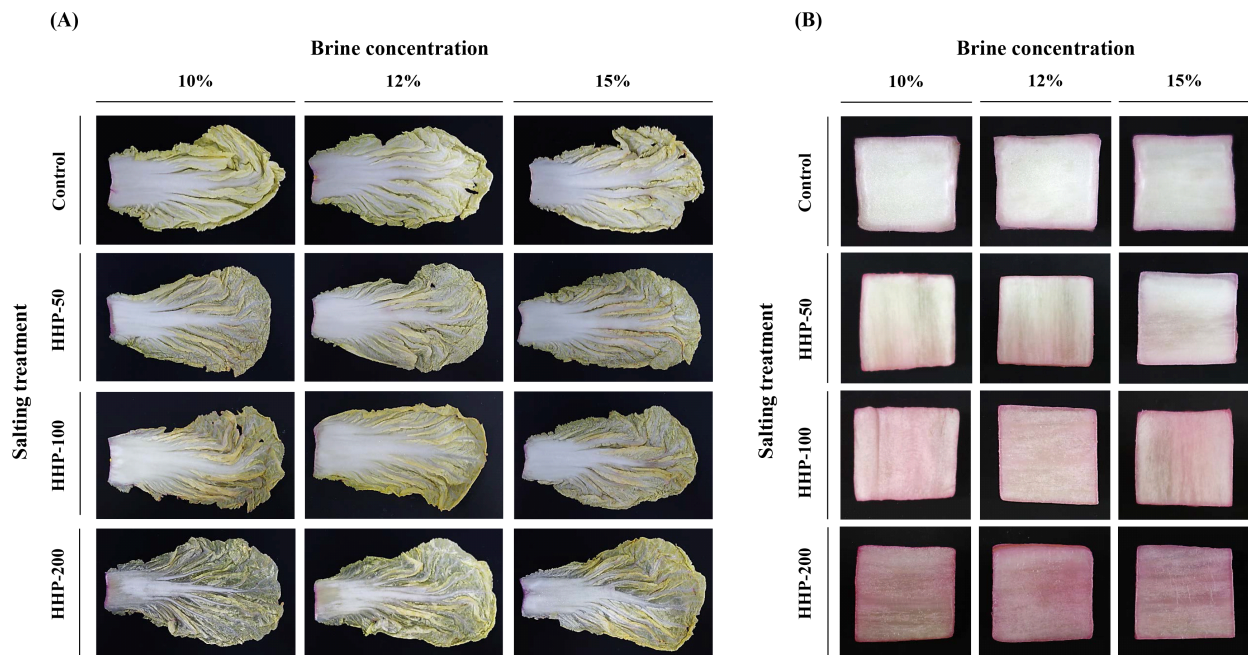 (A)
Brine concentration
10% 12% 15%
Salting treatment
Control
HHP-50
HHP-100
HHP-200
(B)
Brine concentration
10% 12% 15%
Salting treatment
Control
HHP-50
HHP-100
HHP-200